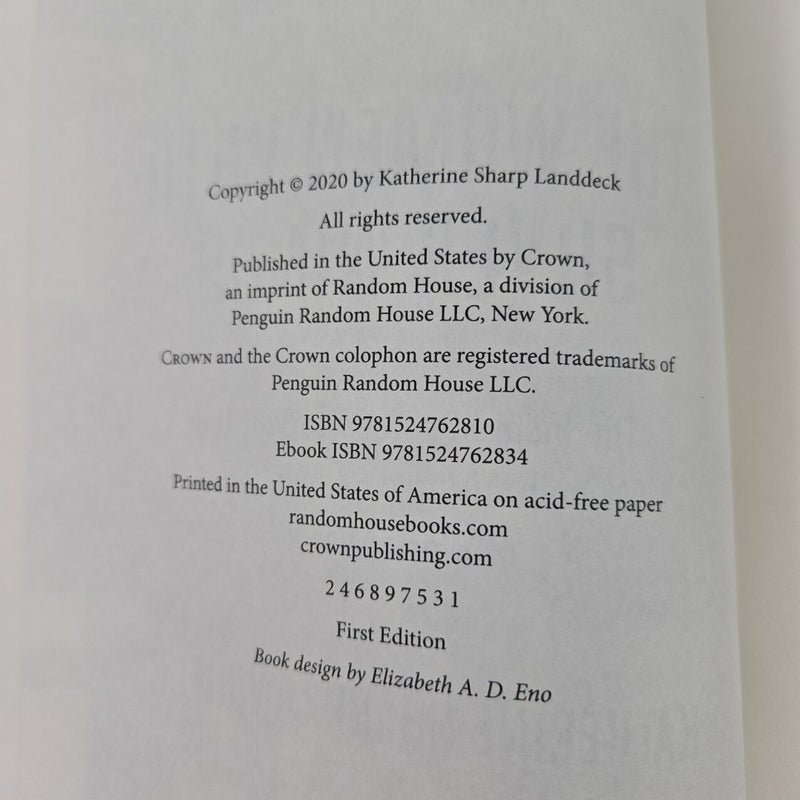 Copyright © 2020 by Katherine Sharp Landdeck
All rights reserved.
Published in the United States by Crown,
an imprint of Random House, a division of
Penguin Random House LLC, New York.
CROWN and the Crown colophon are registered trademarks of
Penguin Random House LLC.
ISBN 9781524762810
Ebook ISBN 9781524762834
Printed in the United States of America on acid-free paper
randomhousebooks.com
crownpublishing.com
2 4 6 8 9 7 5 3 1
First Edition
Book design by Elizabeth A. D. Eno